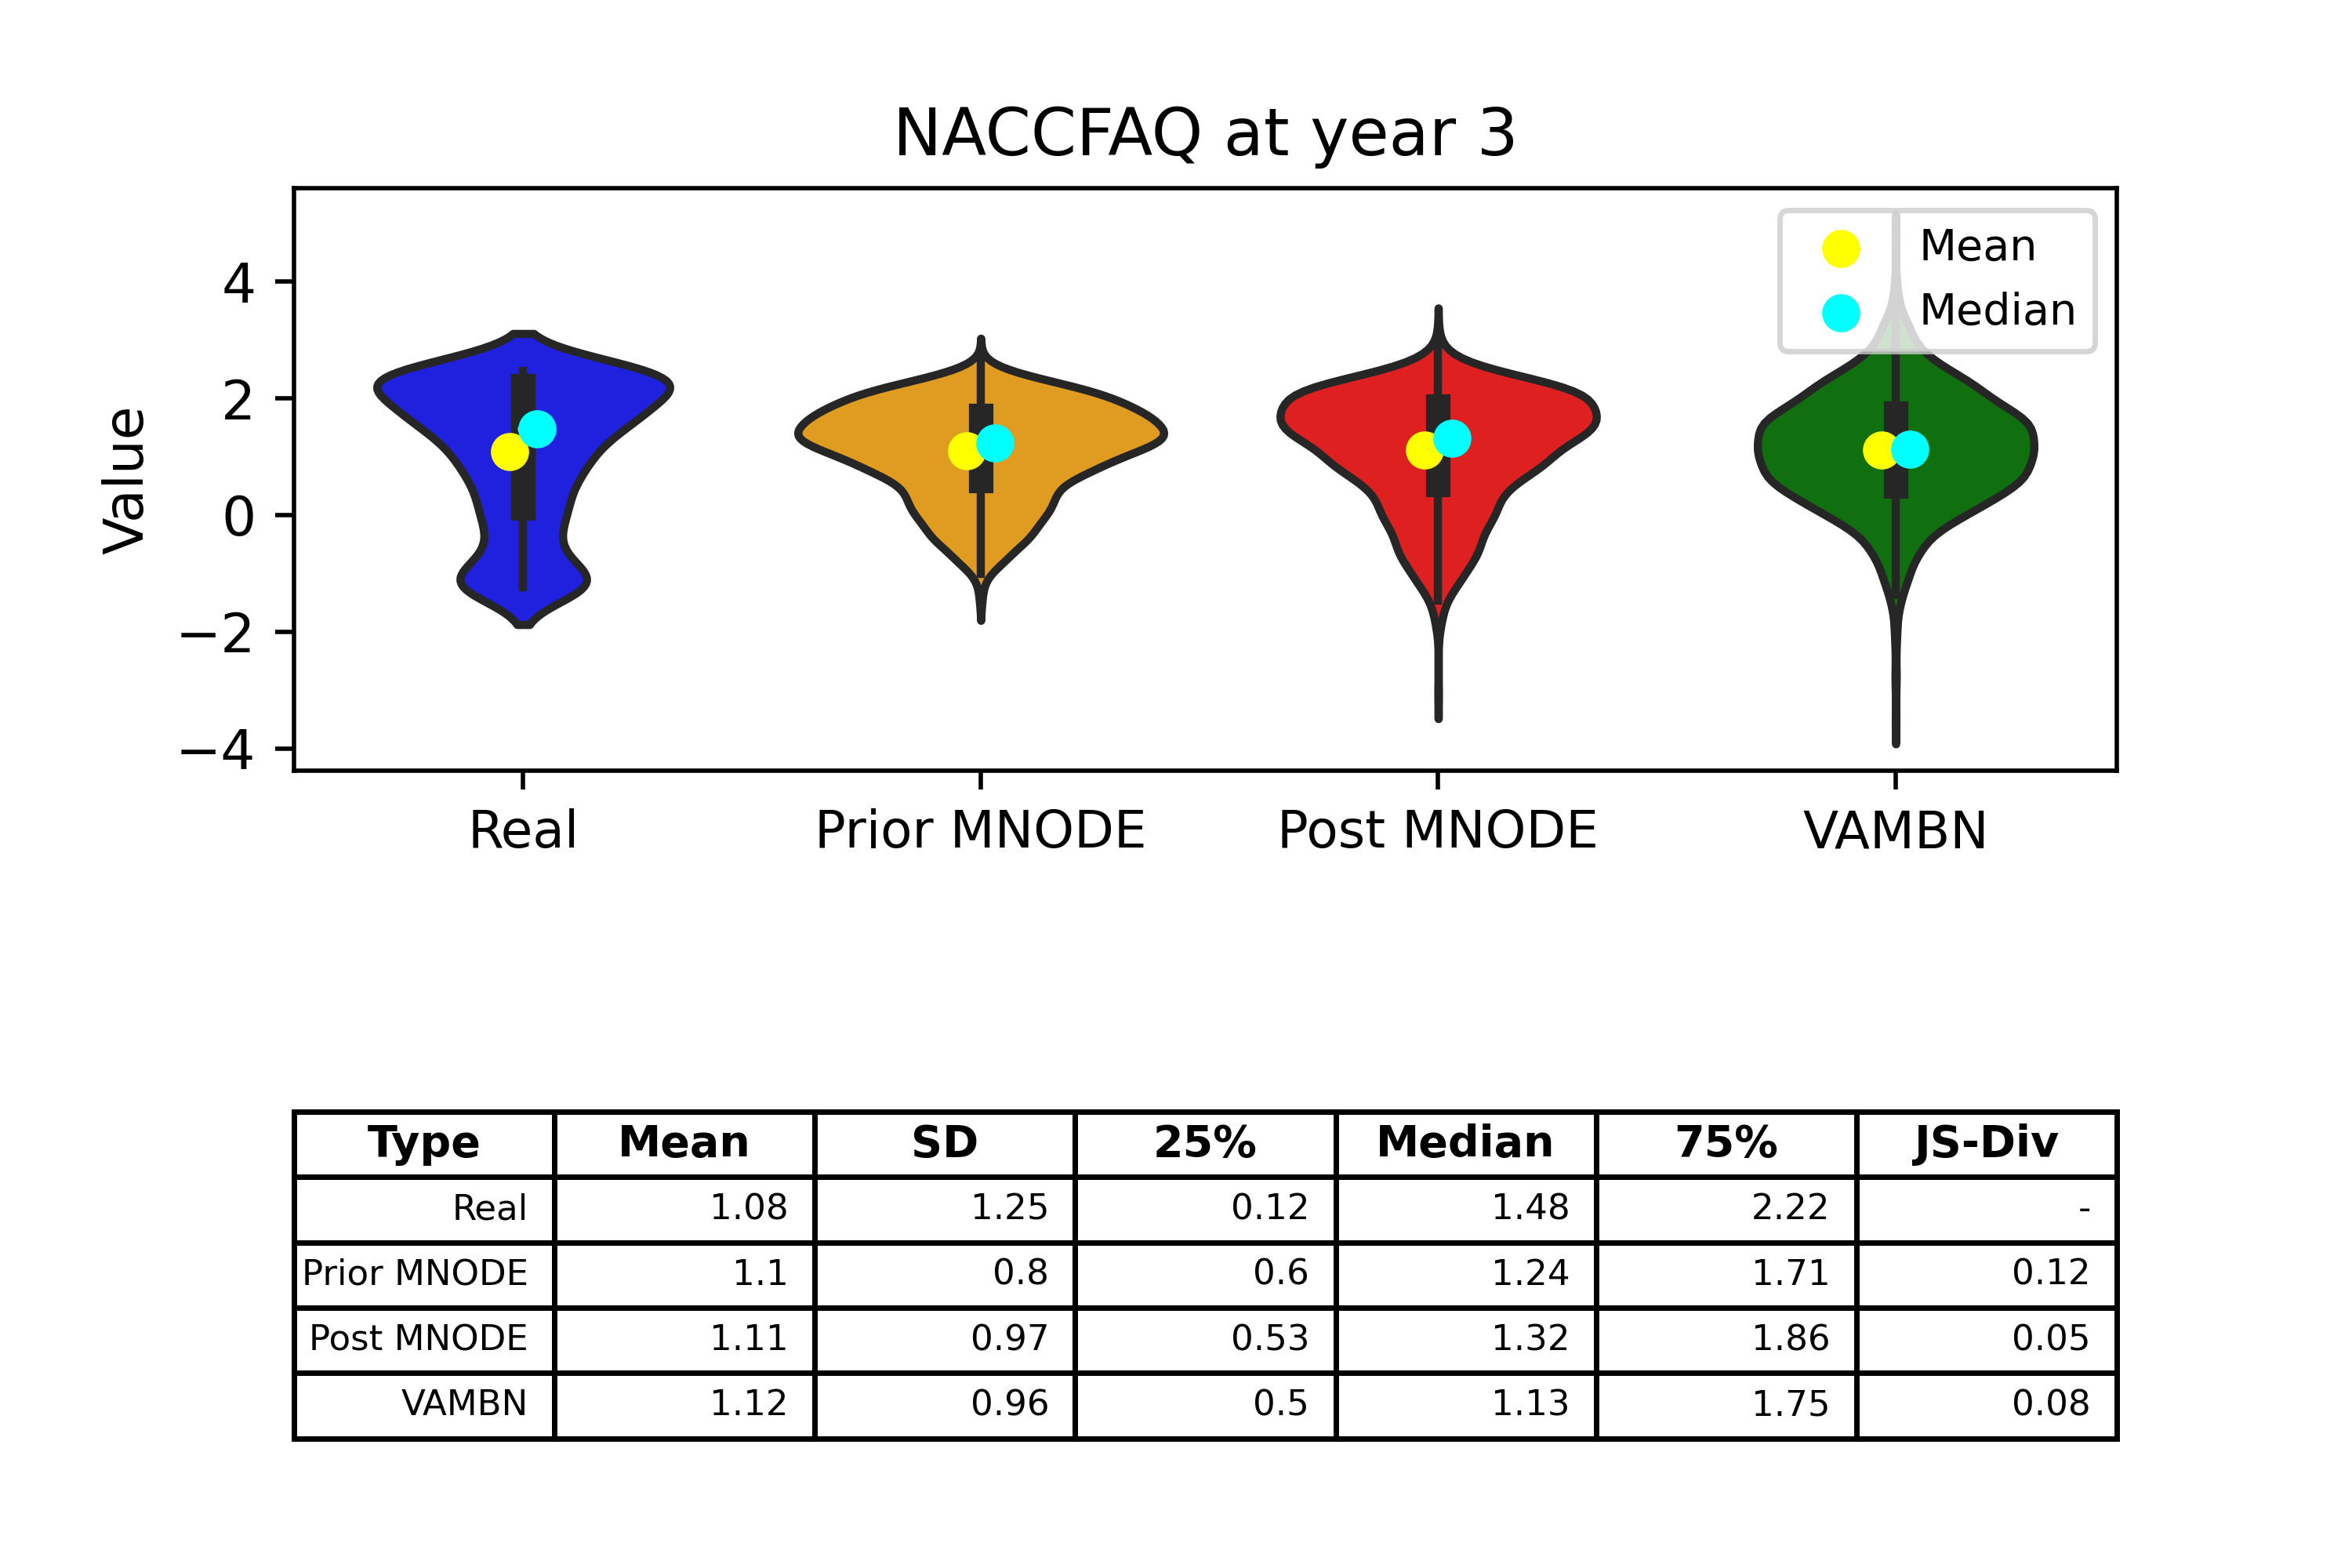 NACCFAQ at year 3
Mean
Median
Value
4
2
0
−2
−4
Real Prior MNODE Post MNODE VAMBN
Type Mean SD 25% Median 75% JS-Div
Real 1.08 1.25 0.12 1.48 2.22 -
Prior MNODE 1.1 0.8 0.6 1.24 1.71 0.12
Post MNODE 1.11 0.97 0.53 1.32 1.86 0.05
VAMBN 1.12 0.96 0.5 1.13 1.75 0.08